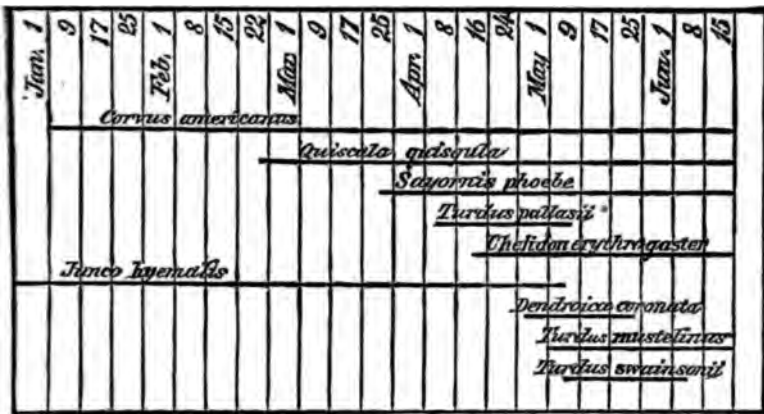 Jan. 1 9 17 25 Feb. 1 8 15 22 Mar 1 9 17 25 Apr. 1 8 16 24 May 1 9 17 25 Jun. 1 8 15
Corvus americanus
Quiscela quisqula
Sayornis phoebe
Turdus pallasii
Chelidon erythrogaster
Junco hyemalis
Dendroica coronata
Turdus mustelinus
Turdus swainsonii